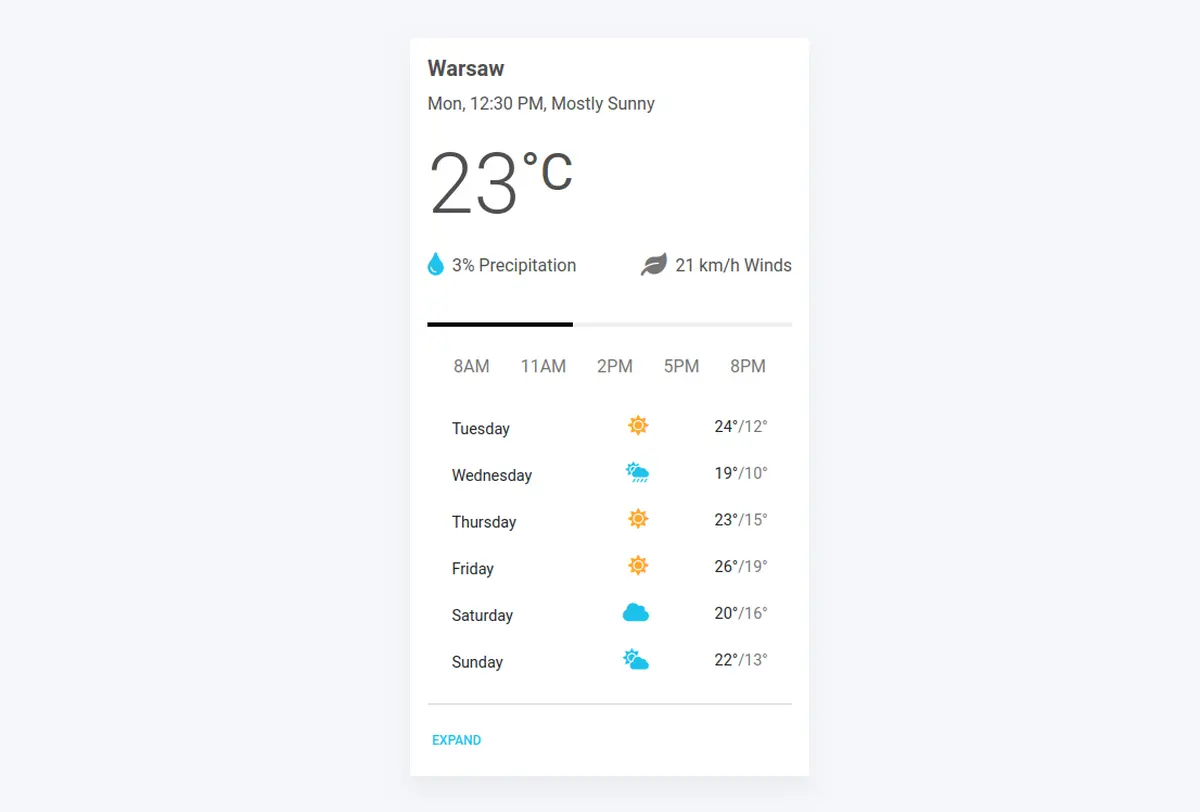 Warsaw
Mon, 12:30 PM, Mostly Sunny
23°C
3% Precipitation 21 km/h Winds
8AM 11AM 2PM 5PM 8PM
Tuesday 24°/12°
Wednesday 19°/10°
Thursday 23°/15°
Friday 26°/19°
Saturday 20°/16°
Sunday 22°/13°
EXPAND